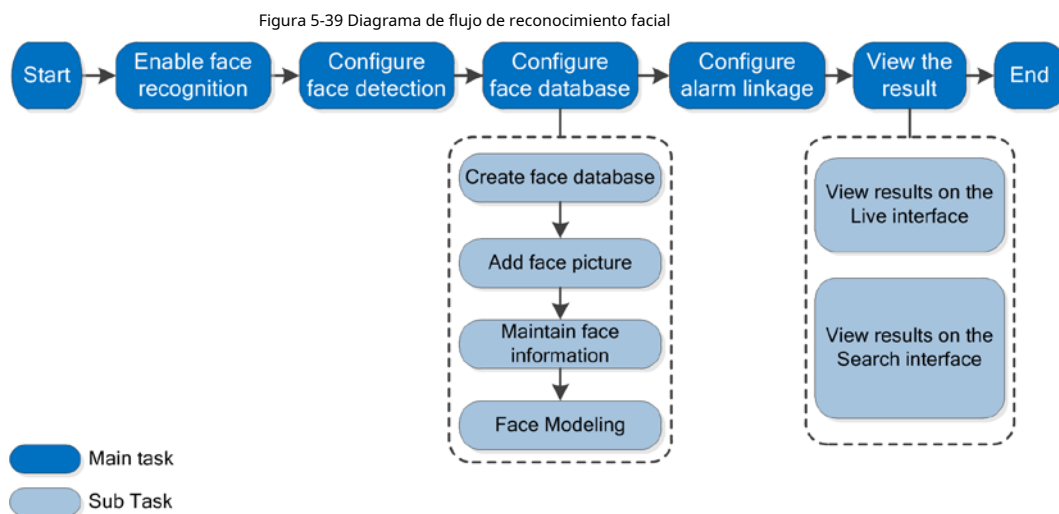 Figura 5-39 Diagrama de flujo de reconocimiento facial
Start
Enable face
recognition
Configure
face detection
Configure
face database
Configure
alarm linkage
View the
result
End
Create face database
Add face picture
Maintain face
information
Face Modeling
View results on the
Live interface
View results on the
Search interface
Main task
Sub Task